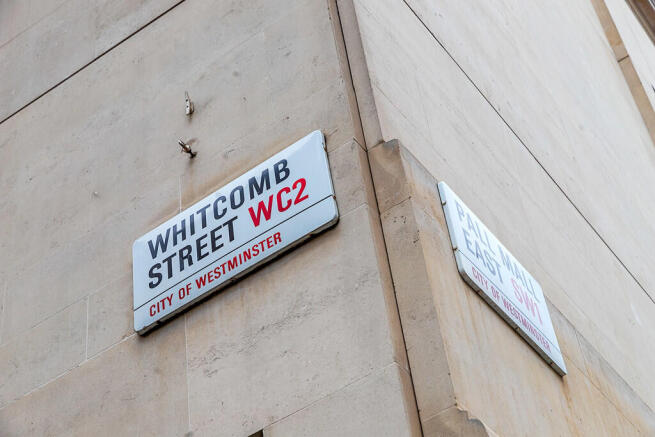 WHITCOMB
STREET WC2
CITY OF WESTMINSTER
PALL MALL
EAST SW1
CITY OF WESTMINSTER